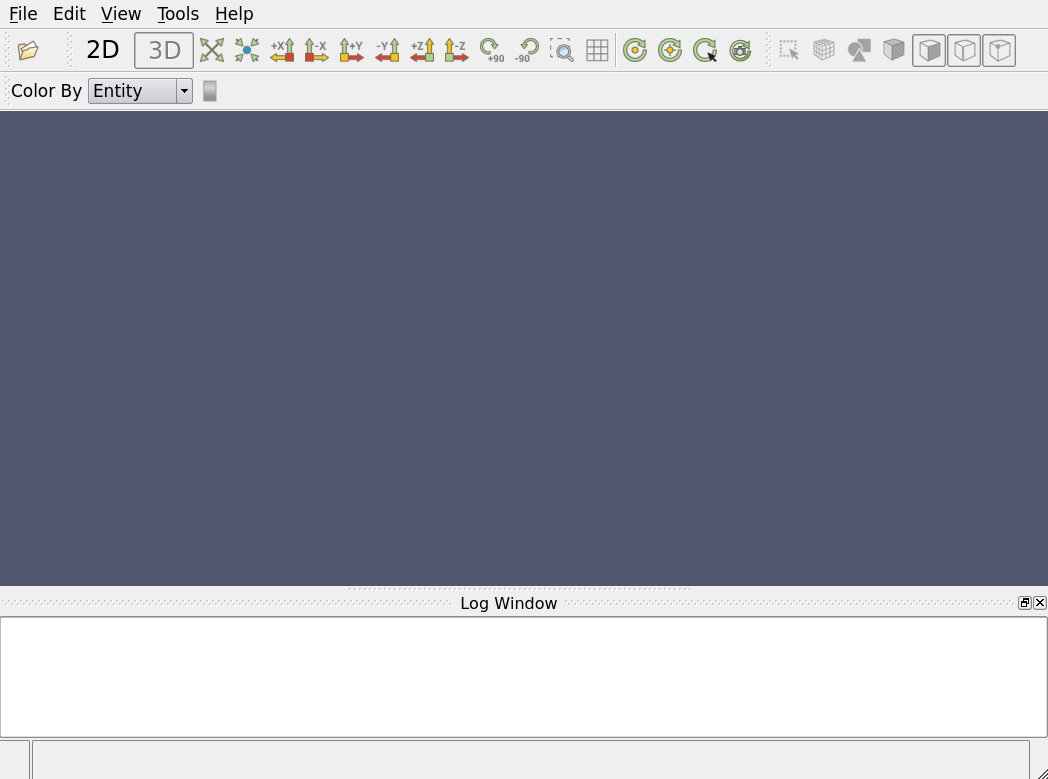 File Edit View Tools Help
2D 3D +X -X +Y -Y +Z -Z +90 -90
Color By Entity
Log Window